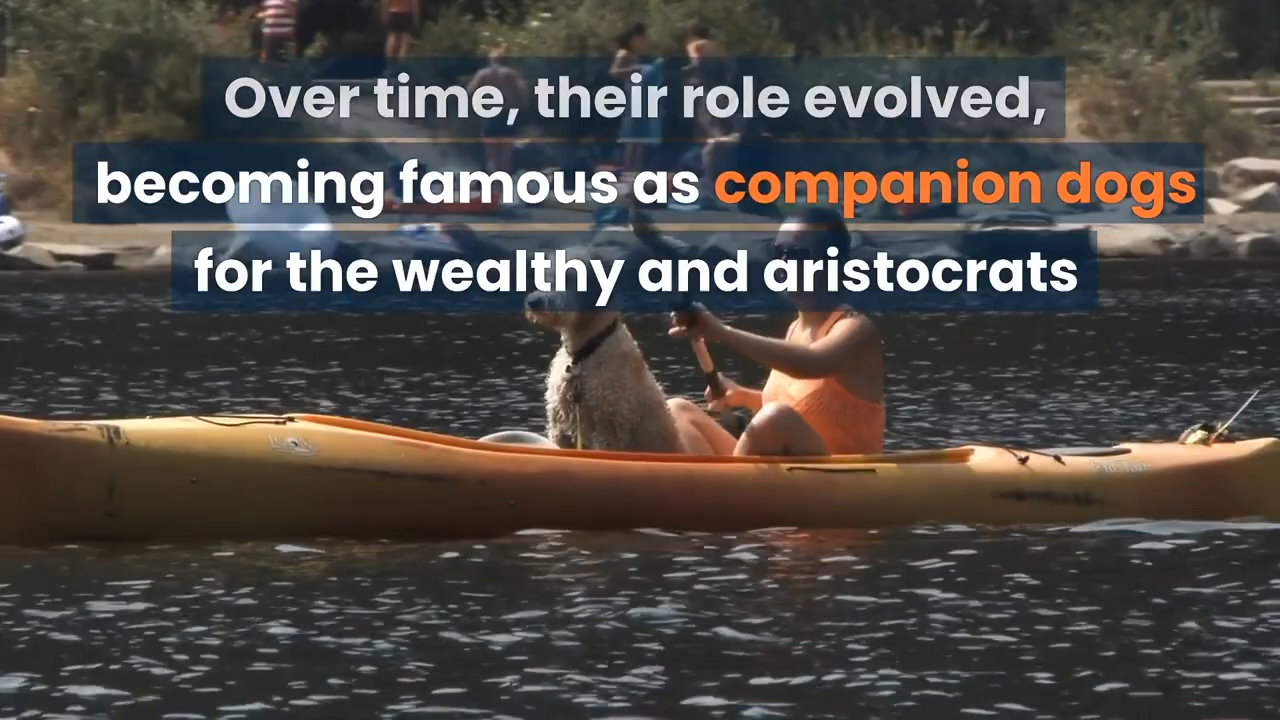 Over time, their role evolved,
becoming famous as companion dogs
for the wealthy and aristocrats